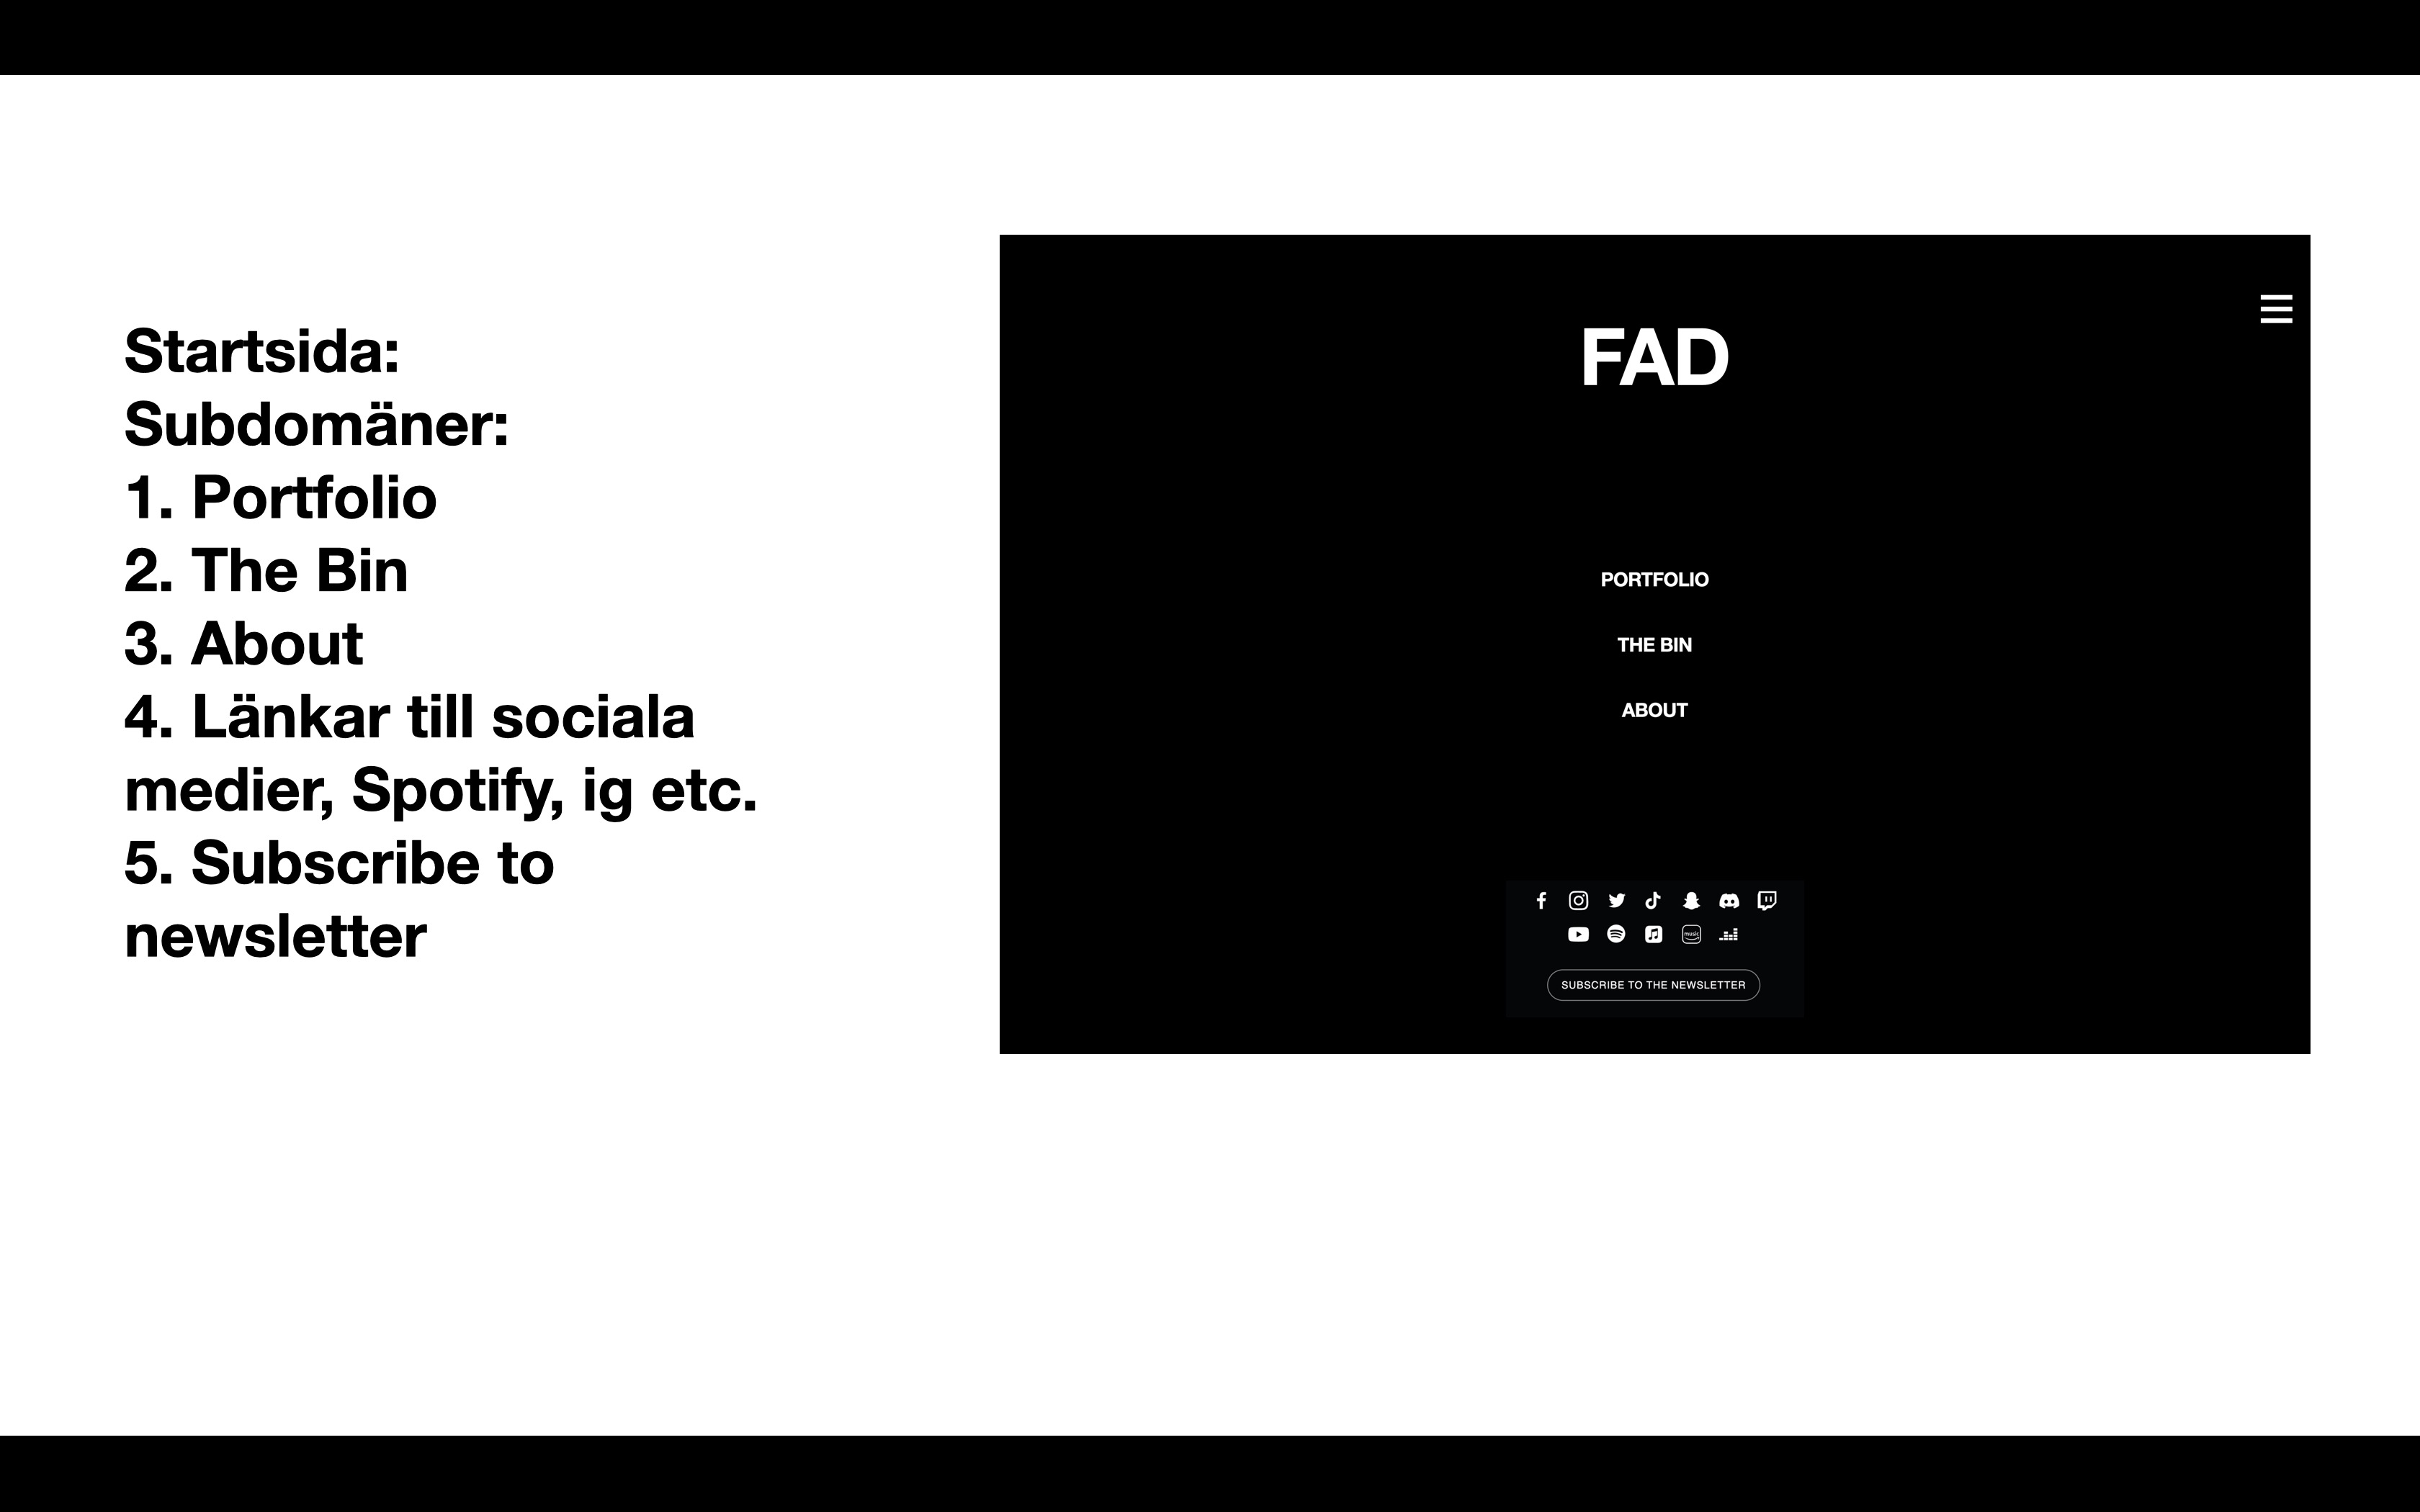 Startsida:
Subdomäner:
1. Portfolio
2. The Bin
3. About
4. Länkar till sociala
medier, Spotify, ig etc.
5. Subscribe to
newsletter
FAD
PORTFOLIO
THE BIN
ABOUT
music
SUBSCRIBE TO THE NEWSLETTER